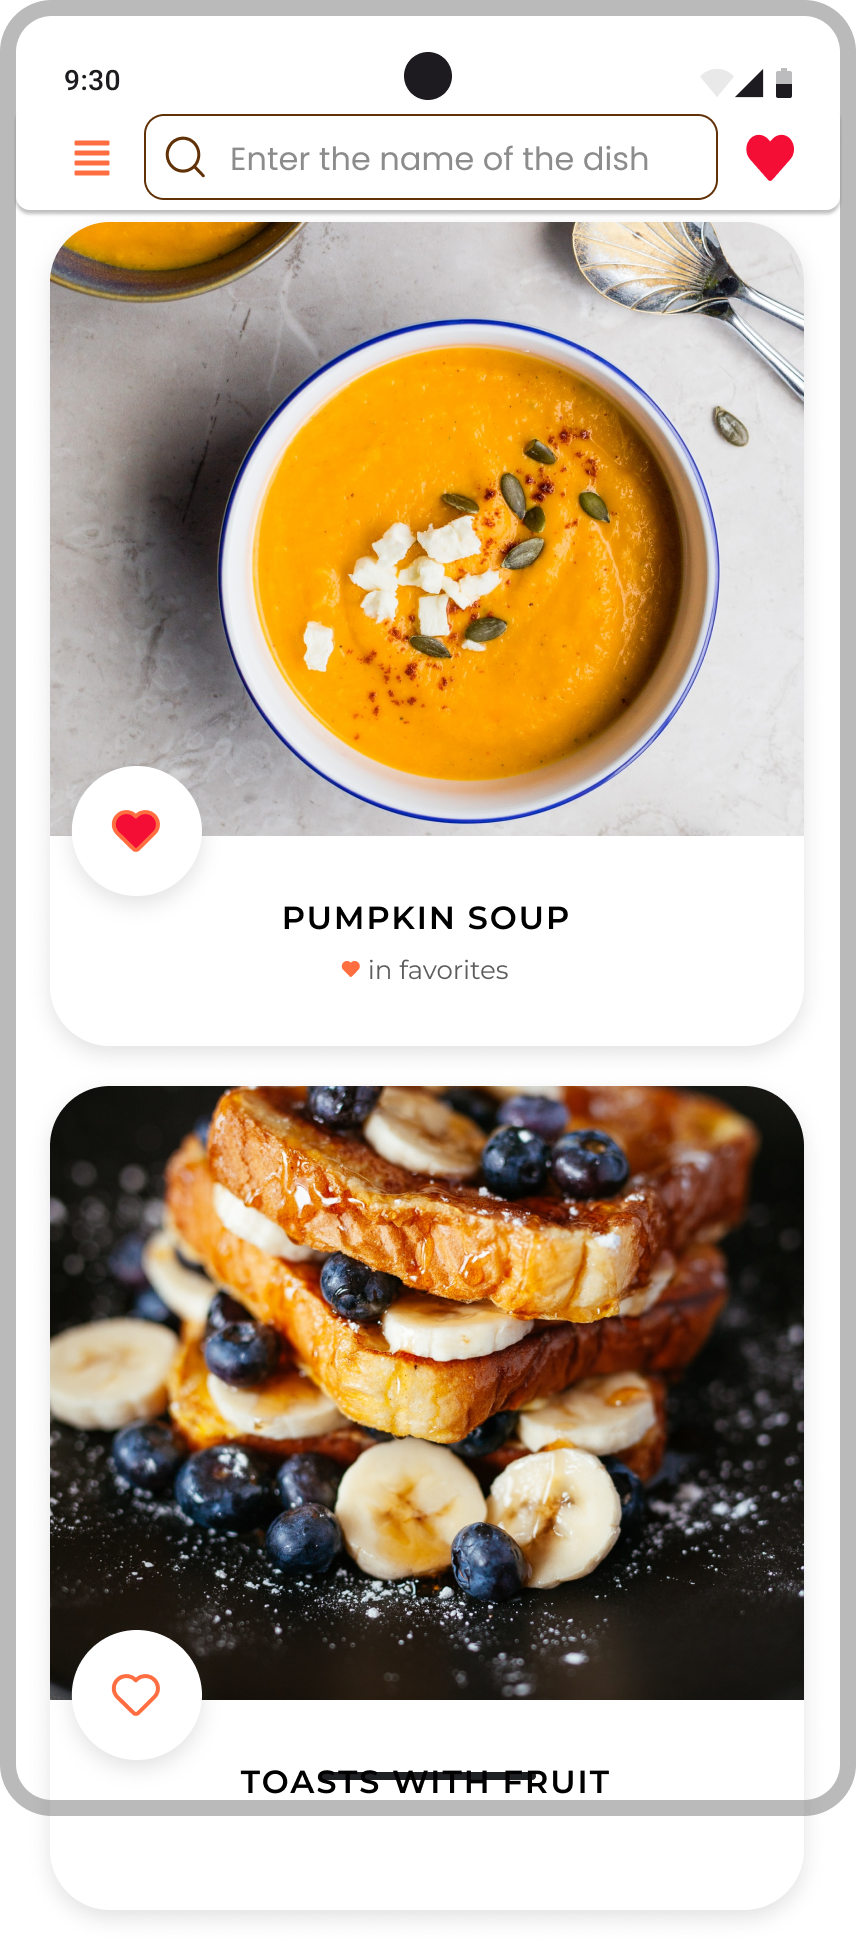 9:30
Enter the name of the dish
PUMPKIN SOUP
in favorites
TOASTS WITH FRUIT